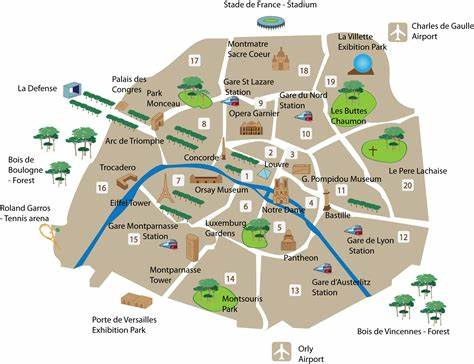 Stade de France - Stadium
Charles de Gaulle
Airport
La Villette
Exibition Park
Montmatre
Sacre Coeur
17
18
19
La Defense
Palais des
Congres
Park
Monceau
Gare St Lazare
Station
Gare du Nord
Station
9
10
Opera Garnier
Les Buttes
Chaumon
8
Arc de Triomphe
Bois de
Boulogne
- Forest
Concorde
2
3
Louvre
1
4
G. Pompidou Museum
Le Pere Lachaise
20
Trocadero
16
7
Orsay Museum
11
Roland Garros
- Tennis arena
Eiffel Tower
Notre Dame
Bastille
Gare Montparnasse
Station
15
Luxemburg
Gardens
6
5
Pantheon
Gare de Lyon
Station
12
Montparnasse
Tower
14
13
Gare d'Austerlitz
Station
Montsouris
Park
Porte de Versailles
Exhibition Park
Bois de Vincennes - Forest
Orly
Airport